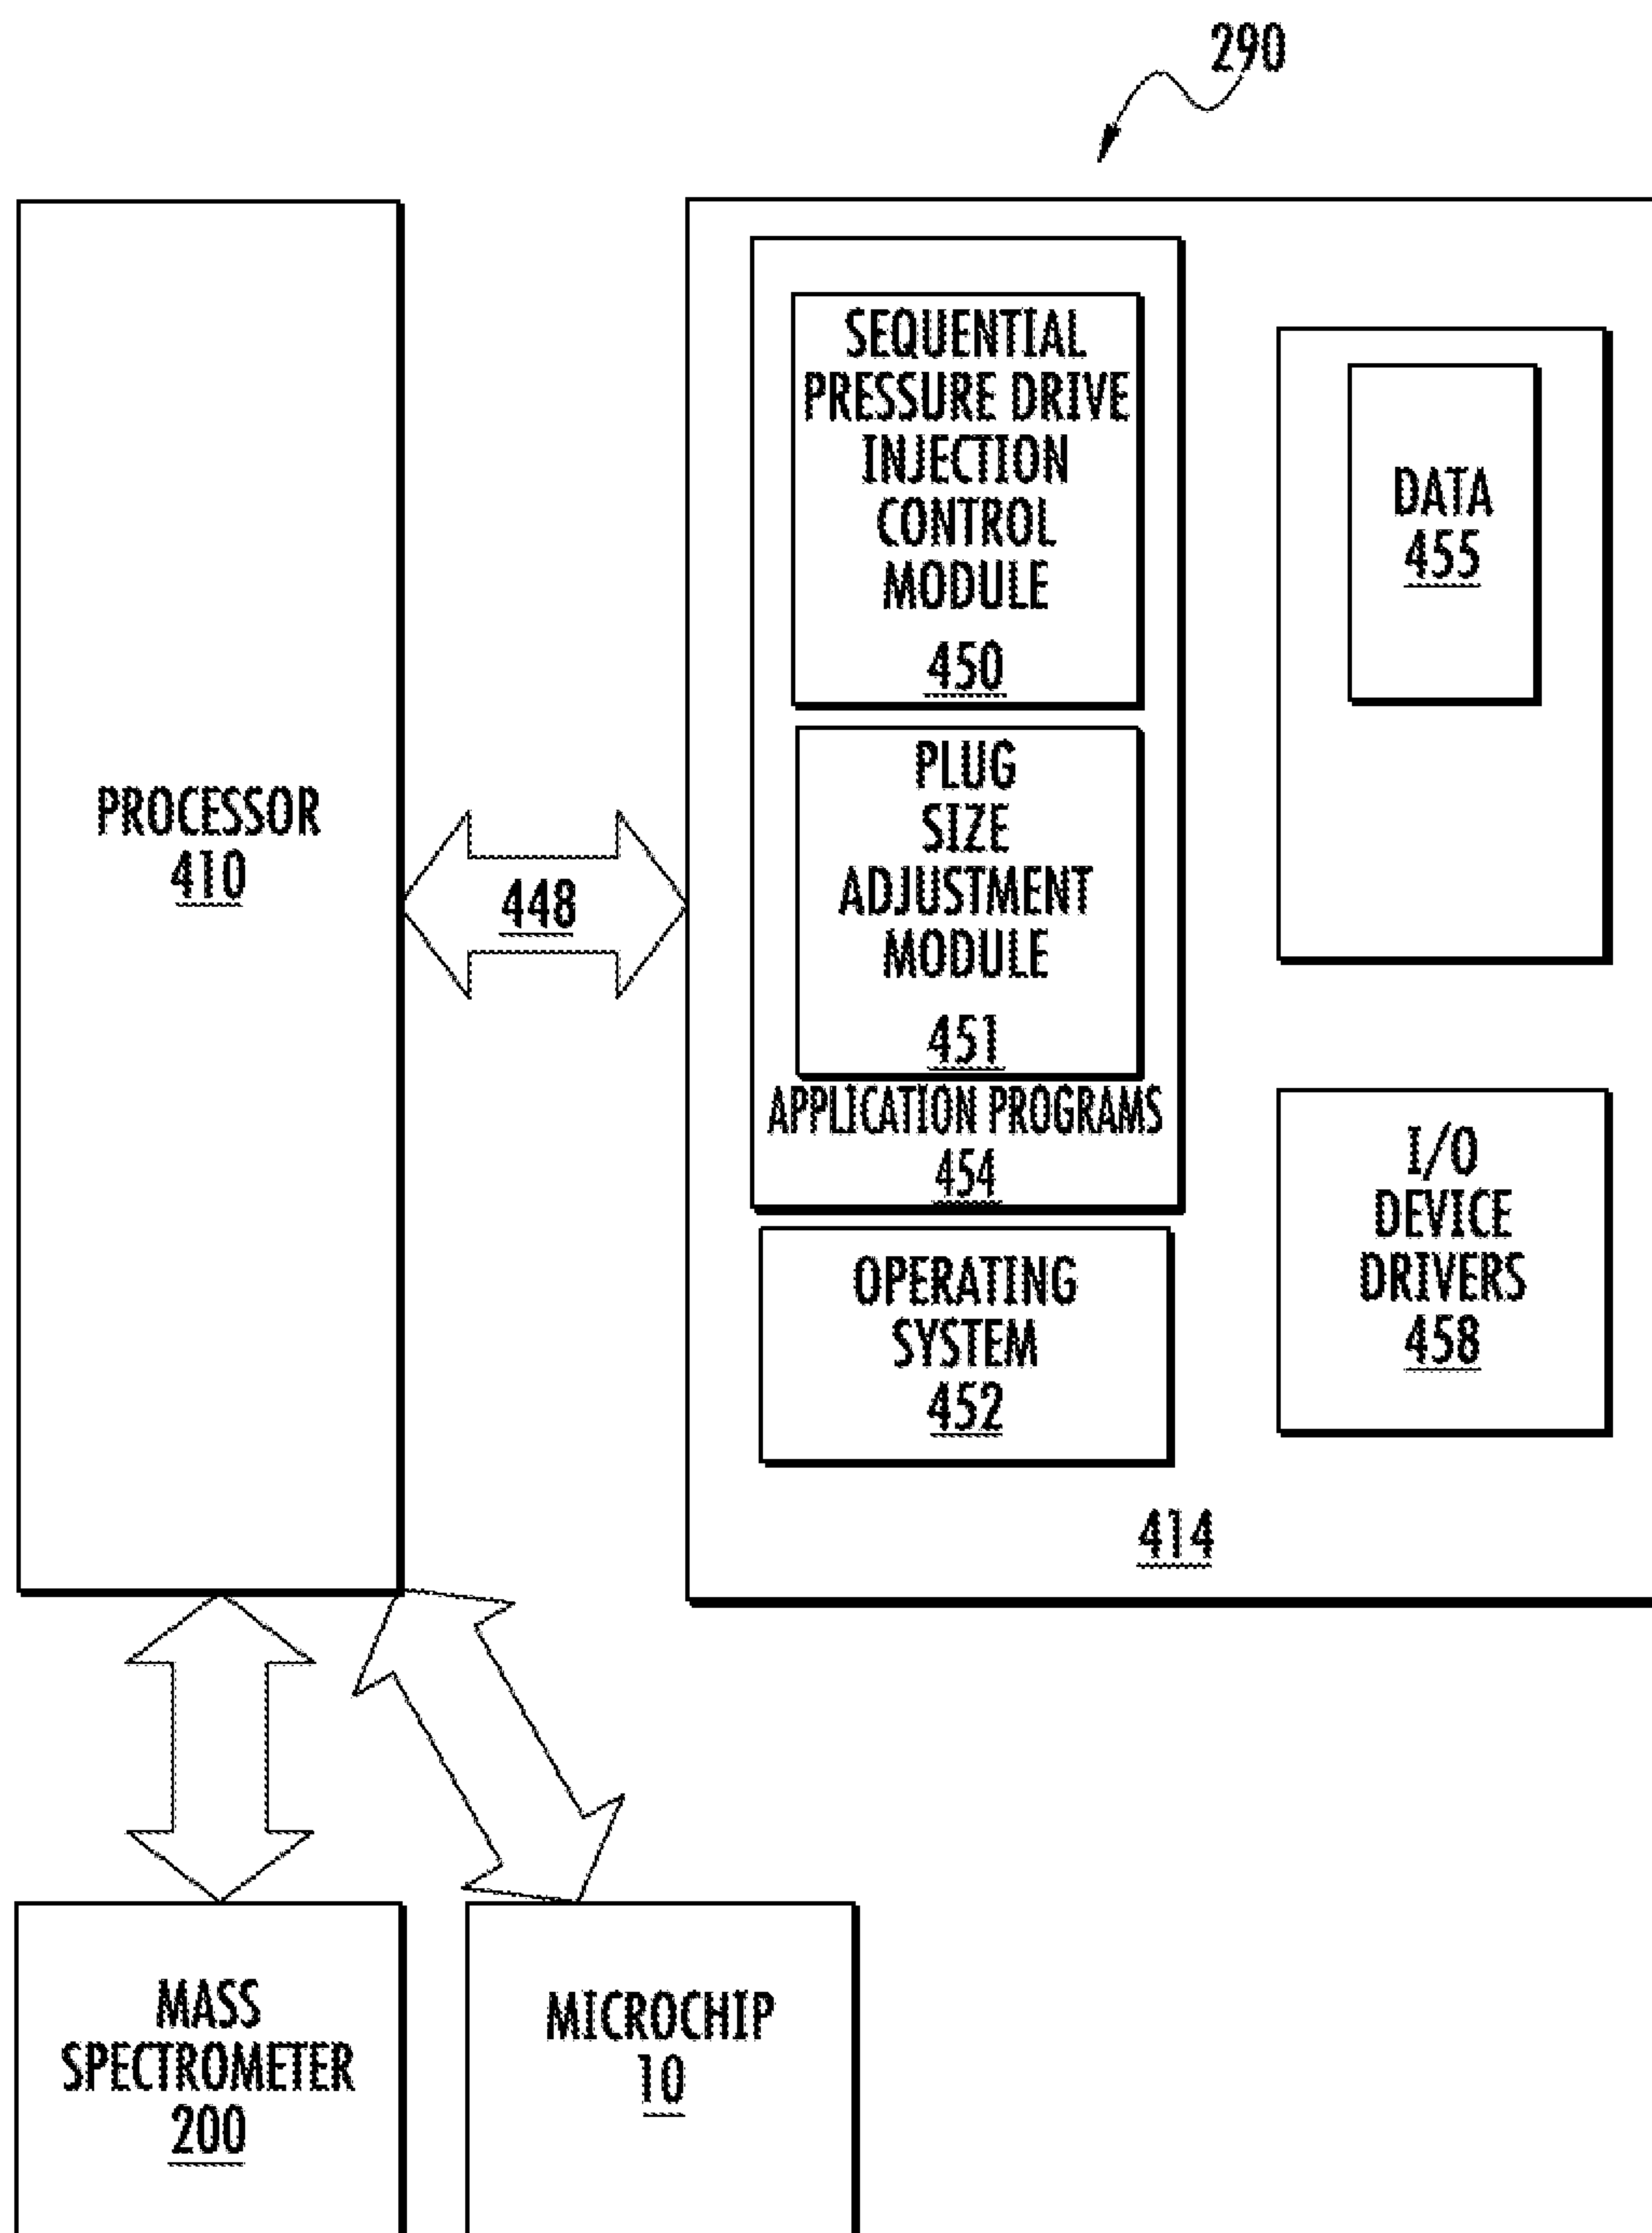 290
PROCESSOR
410
448
SEQUENTIAL
PRESSURE DRIVE
INJECTION
CONTROL
MODULE
450
PLUG
SIZE
ADJUSTMENT
MODULE
451
APPLICATION PROGRAMS
454
OPERATING
SYSTEM
452
DATA
455
I/O
DEVICE
DRIVERS
458
414
MASS
SPECTROMETER
200
MICROCHIP
10